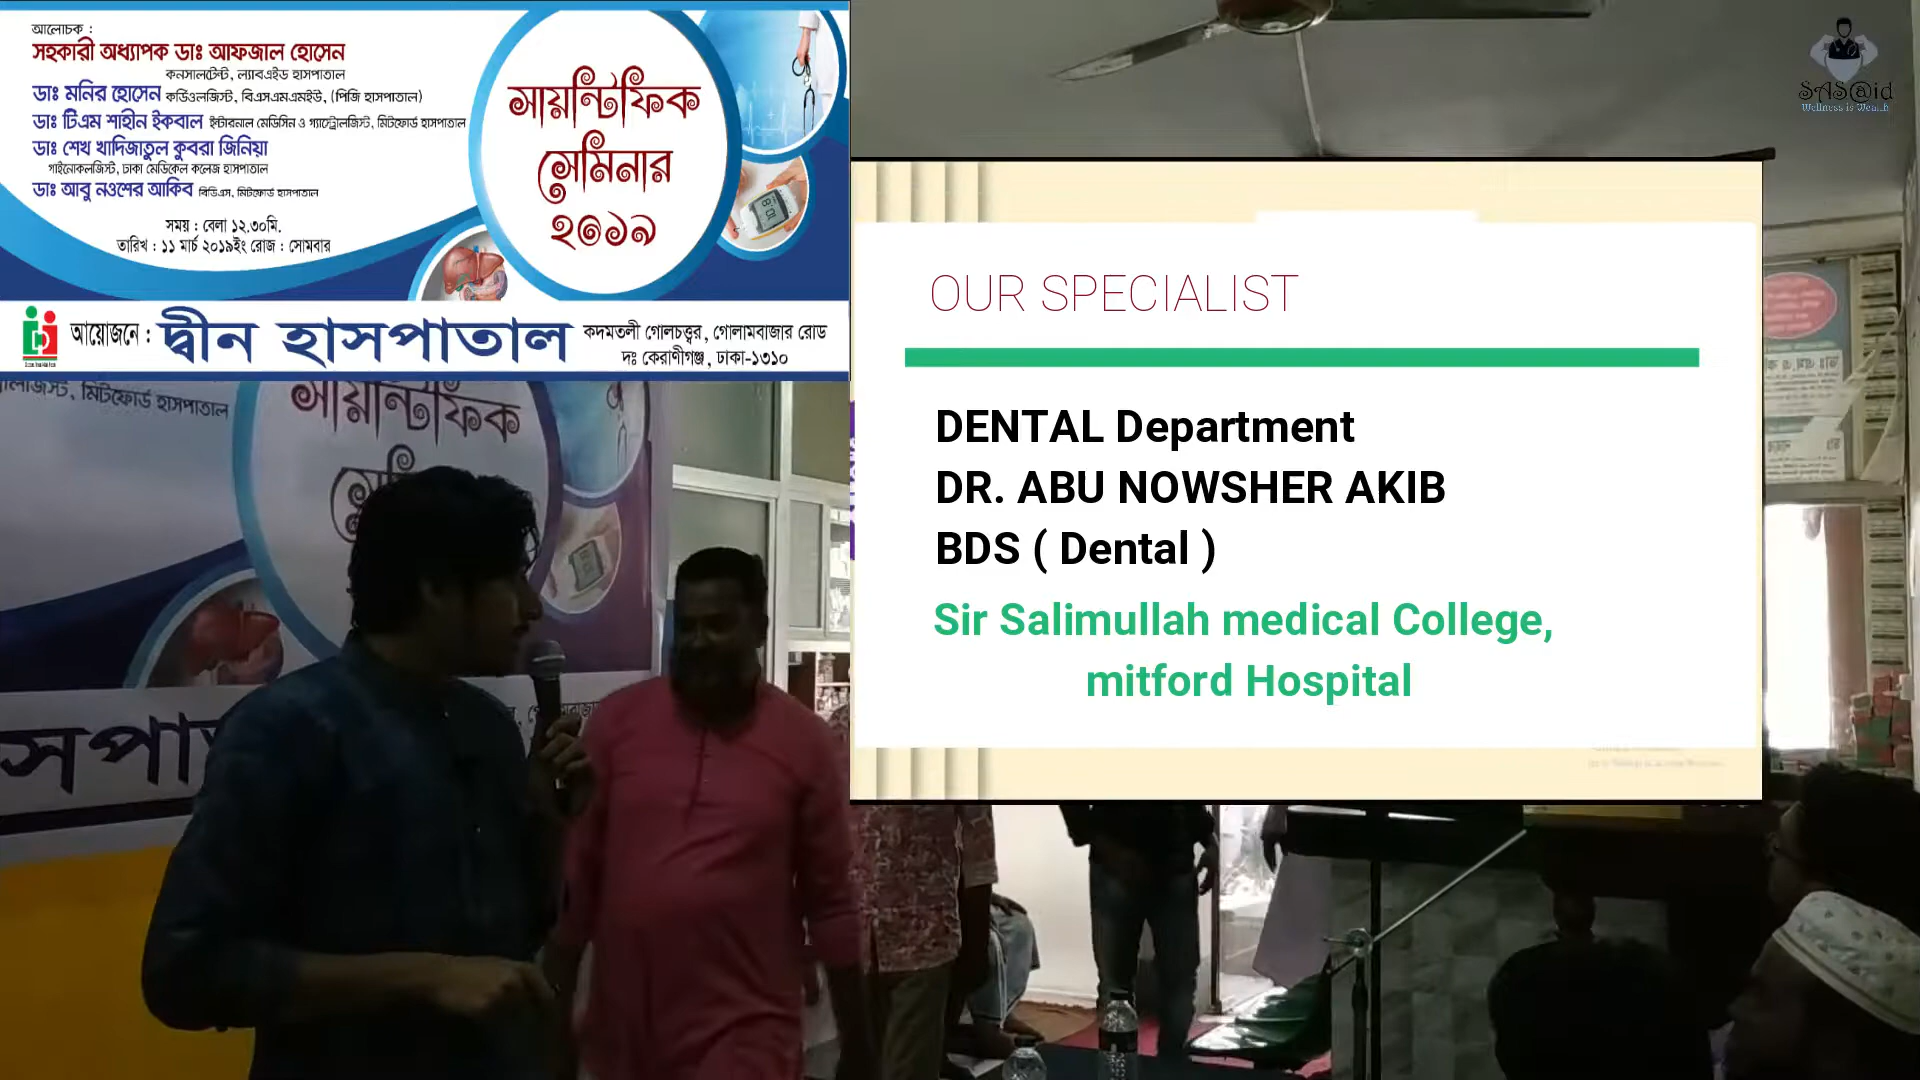 আলোচক :
সহকারী অধ্যাপক ডাঃ আফজাল হোসেন
কনসালটেন্ট, ল্যাবএইড হাসপাতাল
ডাঃ মনির হোসেন কার্ডিওলজিস্ট, বিএসএমএমইউ, (পিজি হাসপাতাল)
ডাঃ টিএম শাহীন ইকবাল ইন্টারনাল মেডিসিন ও গ্যাস্ট্রোলজিস্ট, মিটফোর্ড হাসপাতাল
ডাঃ শেখ খাদিজাতুল কুবরা জিনিয়া
গাইনোকলজিস্ট, ঢাকা মেডিকেল কলেজ হাসপাতাল
ডাঃ আবু নওশের আকিব বিডিএস, মিটফোর্ড হাসপাতাল
সময় : বেলা ১২.৩০মি.
তারিখ : ১১ মার্চ ২০১৯ইং রোজ : সোমবার
সায়ন্টিফিক
সেমিনার
২০১৯
আয়োজনে : দ্বীন হাসপাতাল
কদমতলী গোলচত্ত্বর, গোলামবাজার রোড
দঃ কেরাণীগঞ্জ, ঢাকা-১৩১০
SAS@id
Wellness is Wealth
OUR SPECIALIST
DENTAL Department
DR. ABU NOWSHER AKIB
BDS ( Dental )
Sir Salimullah medical College,
mitford Hospital
মিটফোর্ড হাসপাতাল
সায়ন্টিফিক